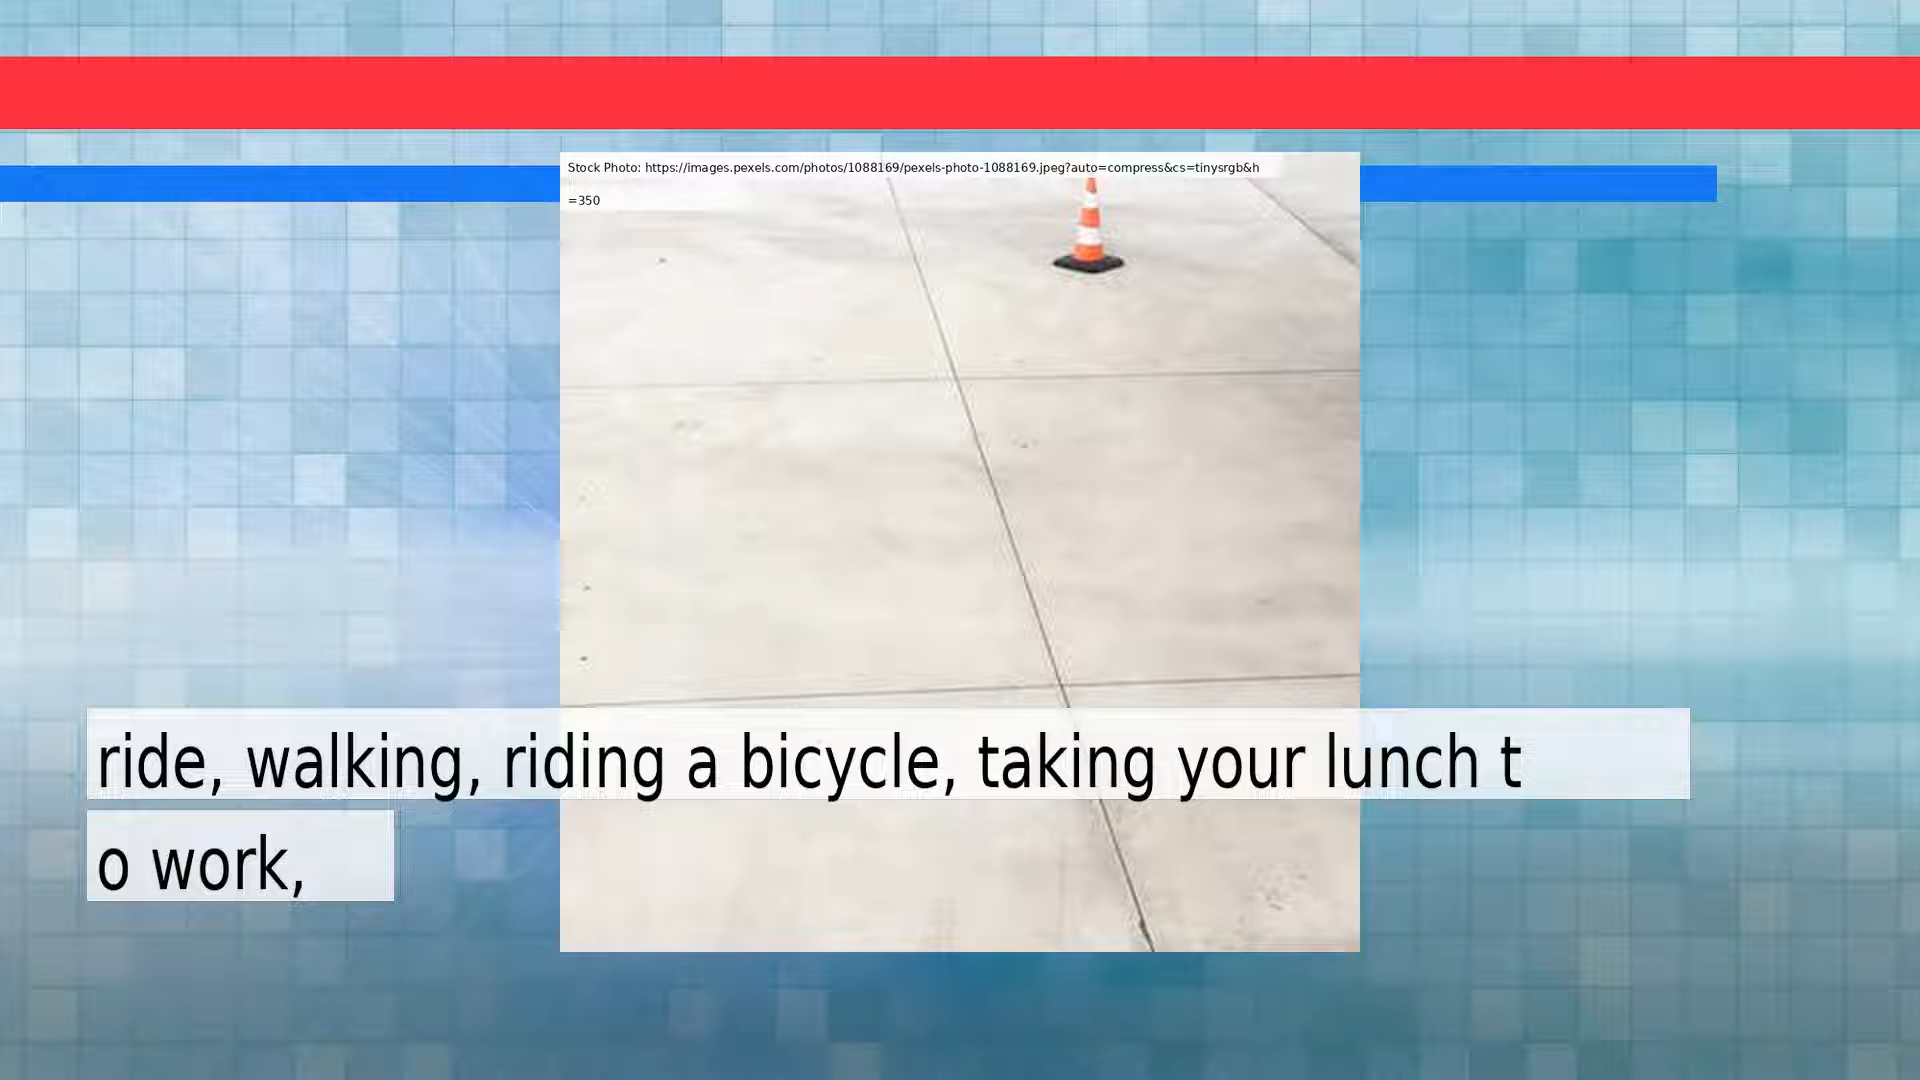 Stock Photo: https://images.pexels.com/photos/1088169/pexels-photo-1088169.jpeg?auto=compress&cs=tinysrgb&h
=350
ride, walking, riding a bicycle, taking your lunch t
o work,